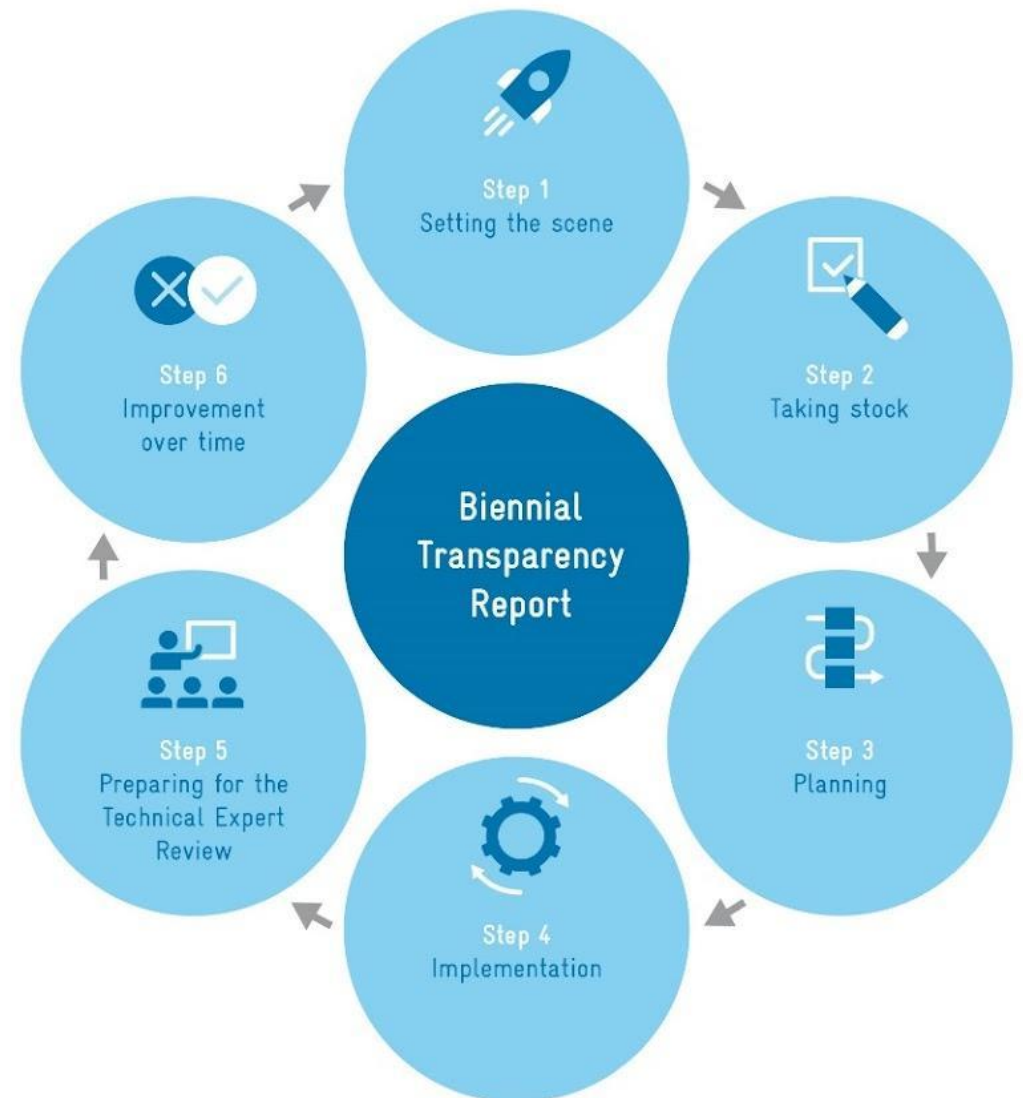 Step 1
Setting the scene
Step 2
Taking stock
Step 3
Planning
Step 4
Implementation
Step 5
Preparing for the
Technical Expert
Review
Step 6
Improvement
over time
Biennial
Transparency
Report